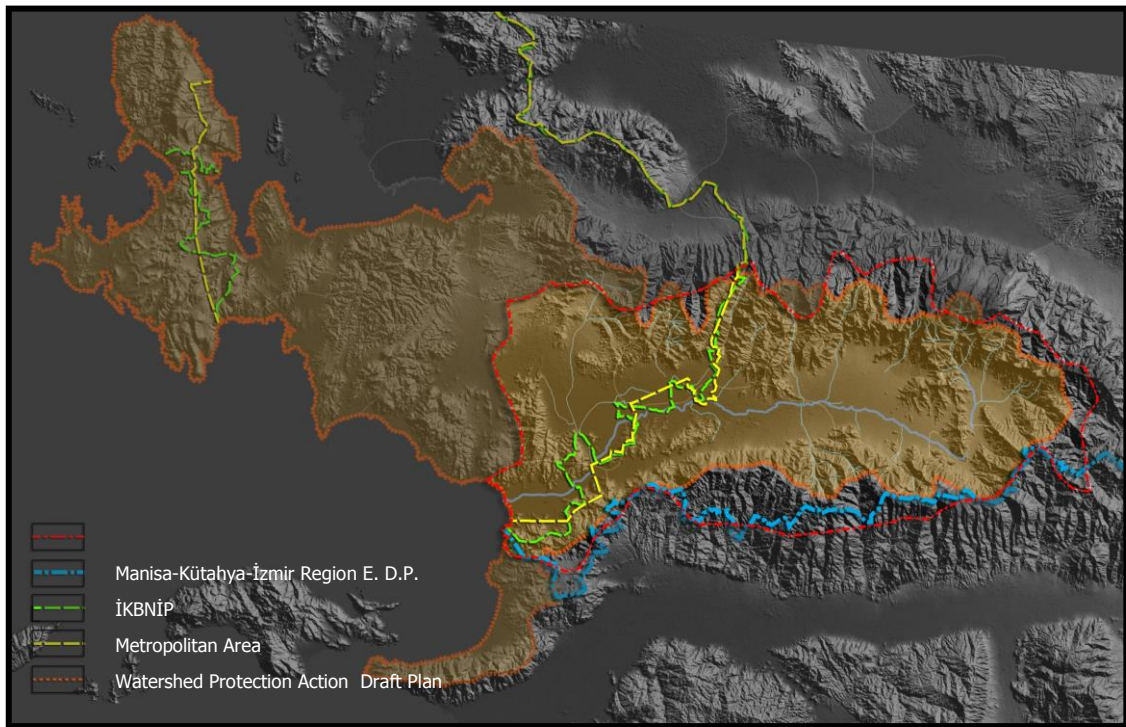 Manisa-Kütahya-İzmir Region E. D.P.
İKBNİP
Metropolitan Area
Watershed Protection Action Draft Plan